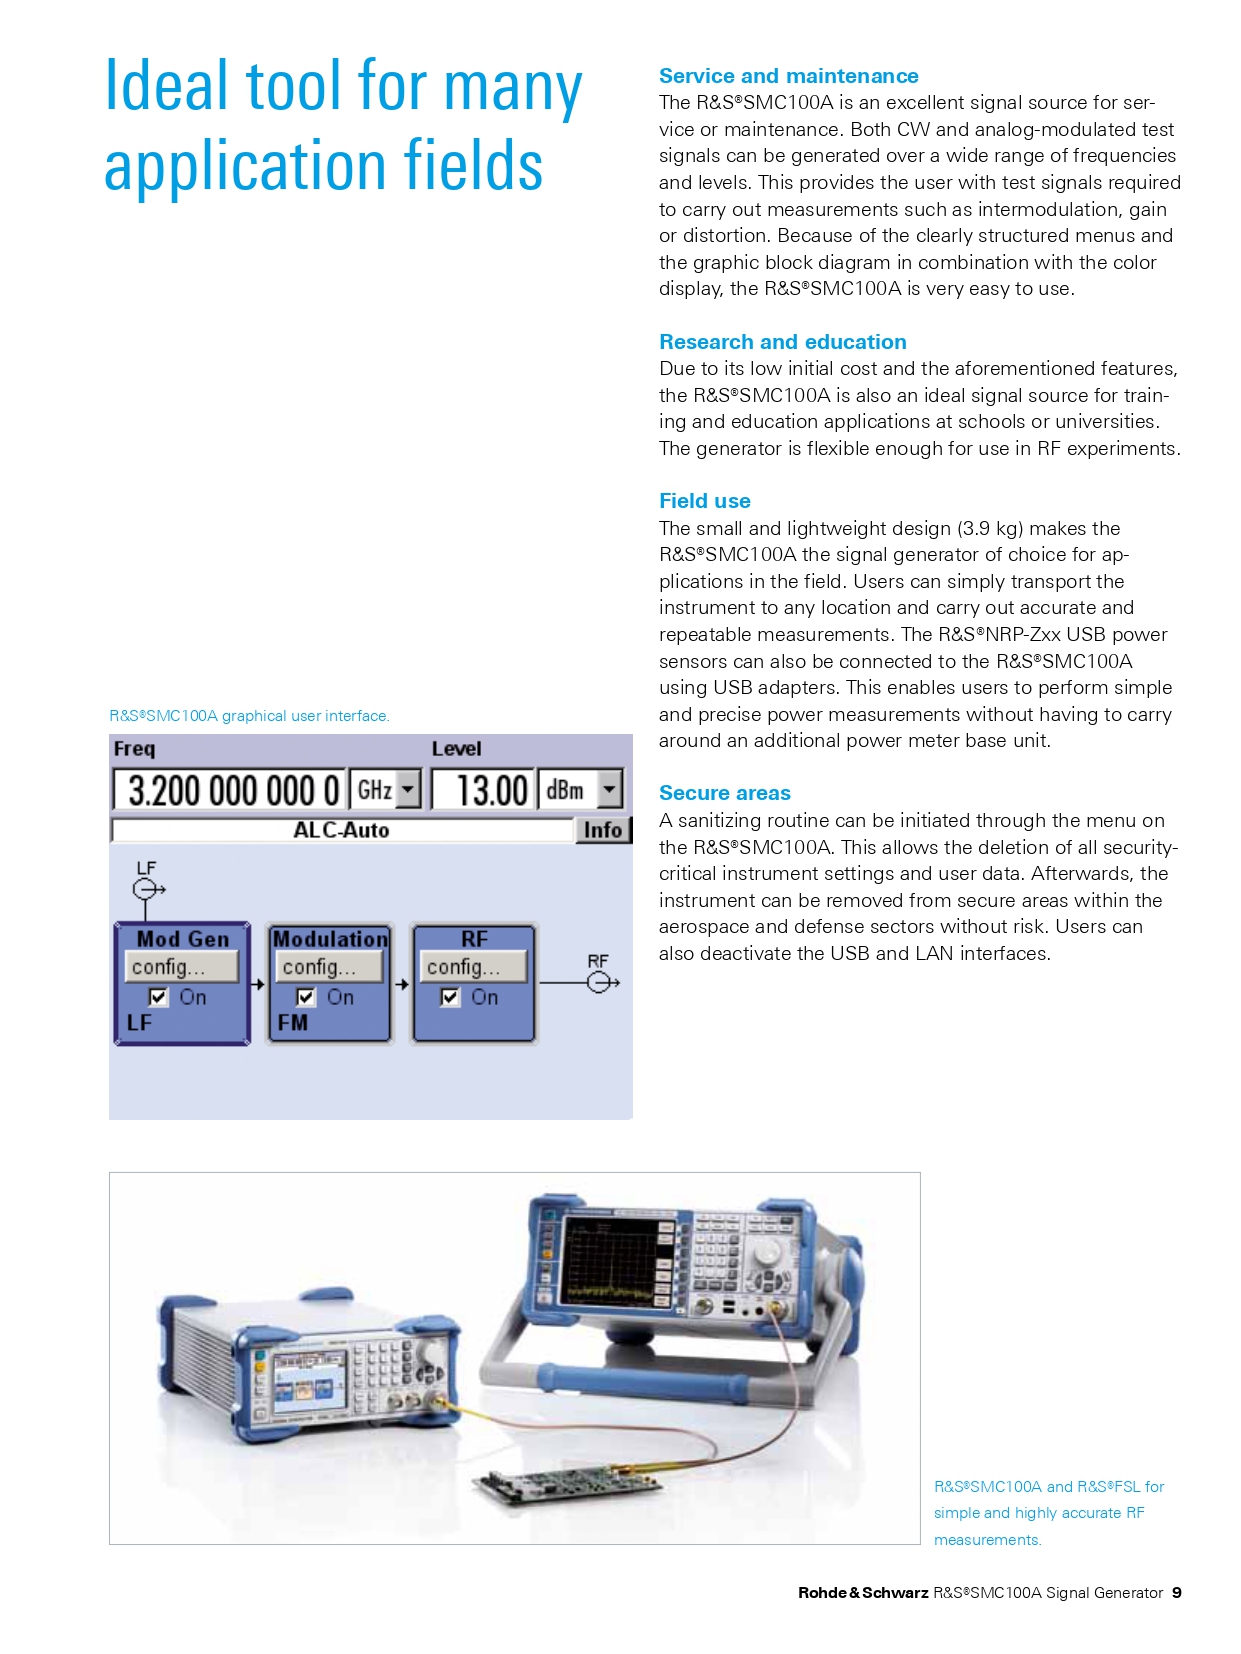 Ideal tool for many
application fields
Service and maintenance
The R&S®SMC100A is an excellent signal source for ser-
vice or maintenance. Both CW and analog-modulated test
signals can be generated over a wide range of frequencies
and levels. This provides the user with test signals required
to carry out measurements such as intermodulation, gain
or distortion. Because of the clearly structured menus and
the graphic block diagram in combination with the color
display, the R&S®SMC100A is very easy to use.
Research and education
Due to its low initial cost and the aforementioned features,
the R&S®SMC100A is also an ideal signal source for train-
ing and education applications at schools or universities.
The generator is flexible enough for use in RF experiments.
Field use
The small and lightweight design (3.9 kg) makes the
R&S®SMC100A the signal generator of choice for ap-
plications in the field. Users can simply transport the
instrument to any location and carry out accurate and
repeatable measurements. The R&S®NRP-Zxx USB power
sensors can also be connected to the R&S®SMC100A
using USB adapters. This enables users to perform simple
and precise power measurements without having to carry
around an additional power meter base unit.
Secure areas
A sanitizing routine can be initiated through the menu on
the R&S®SMC100A. This allows the deletion of all security-
critical instrument settings and user data. Afterwards, the
instrument can be removed from secure areas within the
aerospace and defense sectors without risk. Users can
also deactivate the USB and LAN interfaces.
R&S®SMC100A graphical user interface.
Freq Level
3.200 000 000 0 GHz 13.00 dBm
ALC-Auto Info
LF
Mod Gen Modulation RF
config... config... config... RF
On On On
LF FM
R&S®SMC100A and R&S®FSL for
simple and highly accurate RF
measurements.
Rohde & Schwarz R&S®SMC100A Signal Generator 9